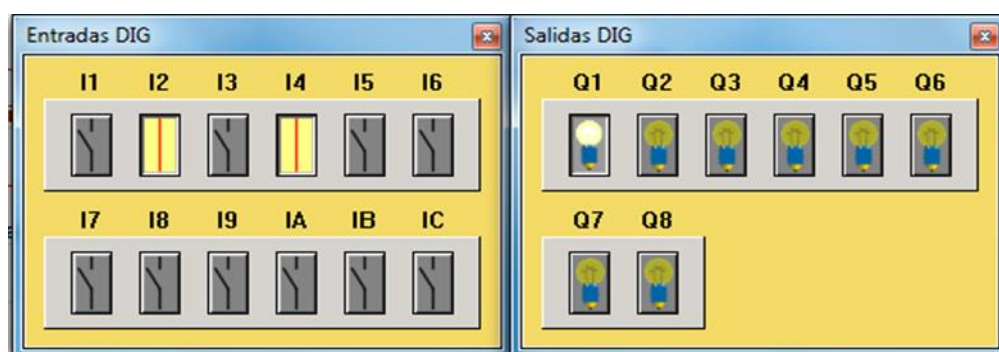 Entradas DIG
I1 I2 I3 I4 I5 I6
I7 I8 I9 IA IB IC
Salidas DIG
Q1 Q2 Q3 Q4 Q5 Q6
Q7 Q8